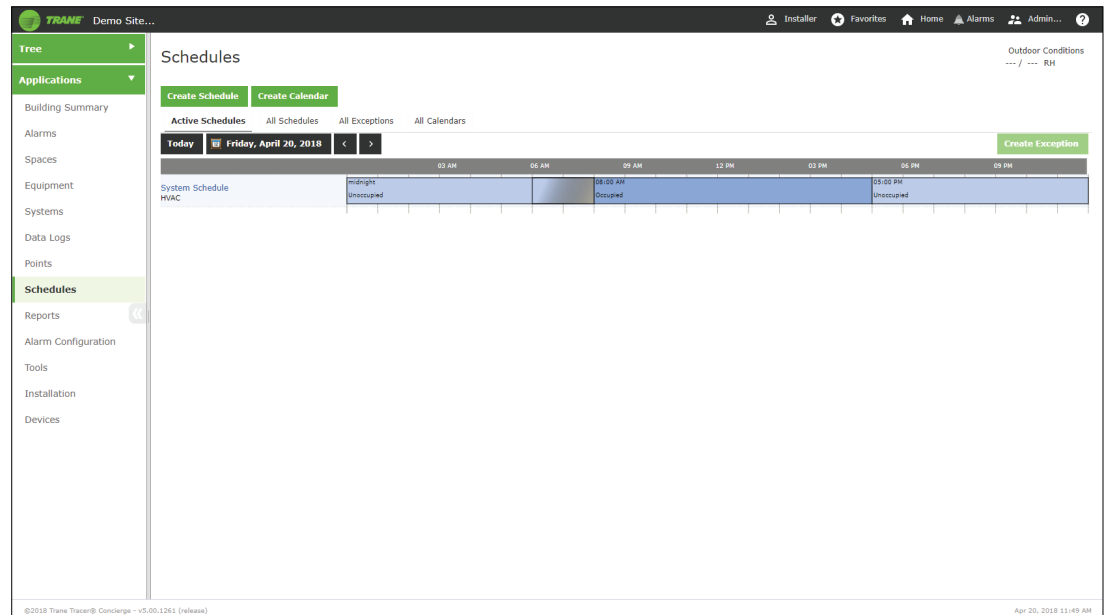 TRANE Demo Site...
Installer Favorites Home Alarms Admin... ?
Tree
Applications
Building Summary
Alarms
Spaces
Equipment
Systems
Data Logs
Points
Schedules
Reports
Alarm Configuration
Tools
Installation
Devices
Schedules
Outdoor Conditions
--- / --- RH
Create Schedule Create Calendar
Active Schedules All Schedules All Exceptions All Calendars
Today Friday, April 20, 2018 < > Create Exception
03 AM 06 AM 09 AM 12 PM 03 PM 06 PM 09 PM
System Schedule
HVAC
midnight 08:00 AM 05:00 PM
Unoccupied Occupied Unoccupied
©2018 Trane Tracer® Concierge - v5.00.1261 (release) Apr 20, 2018 11:49 AM